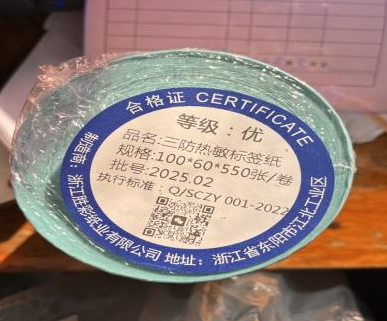 合格证 CERTIFICATE
等级：优
品名:三防热敏标签纸
规格:100*60*550张/卷
批号:2025.02
执行标准：Q/SCZY 001-2022
制造商：浙江胜彩纸业有限公司 地址：浙江省东阳市江北工业区